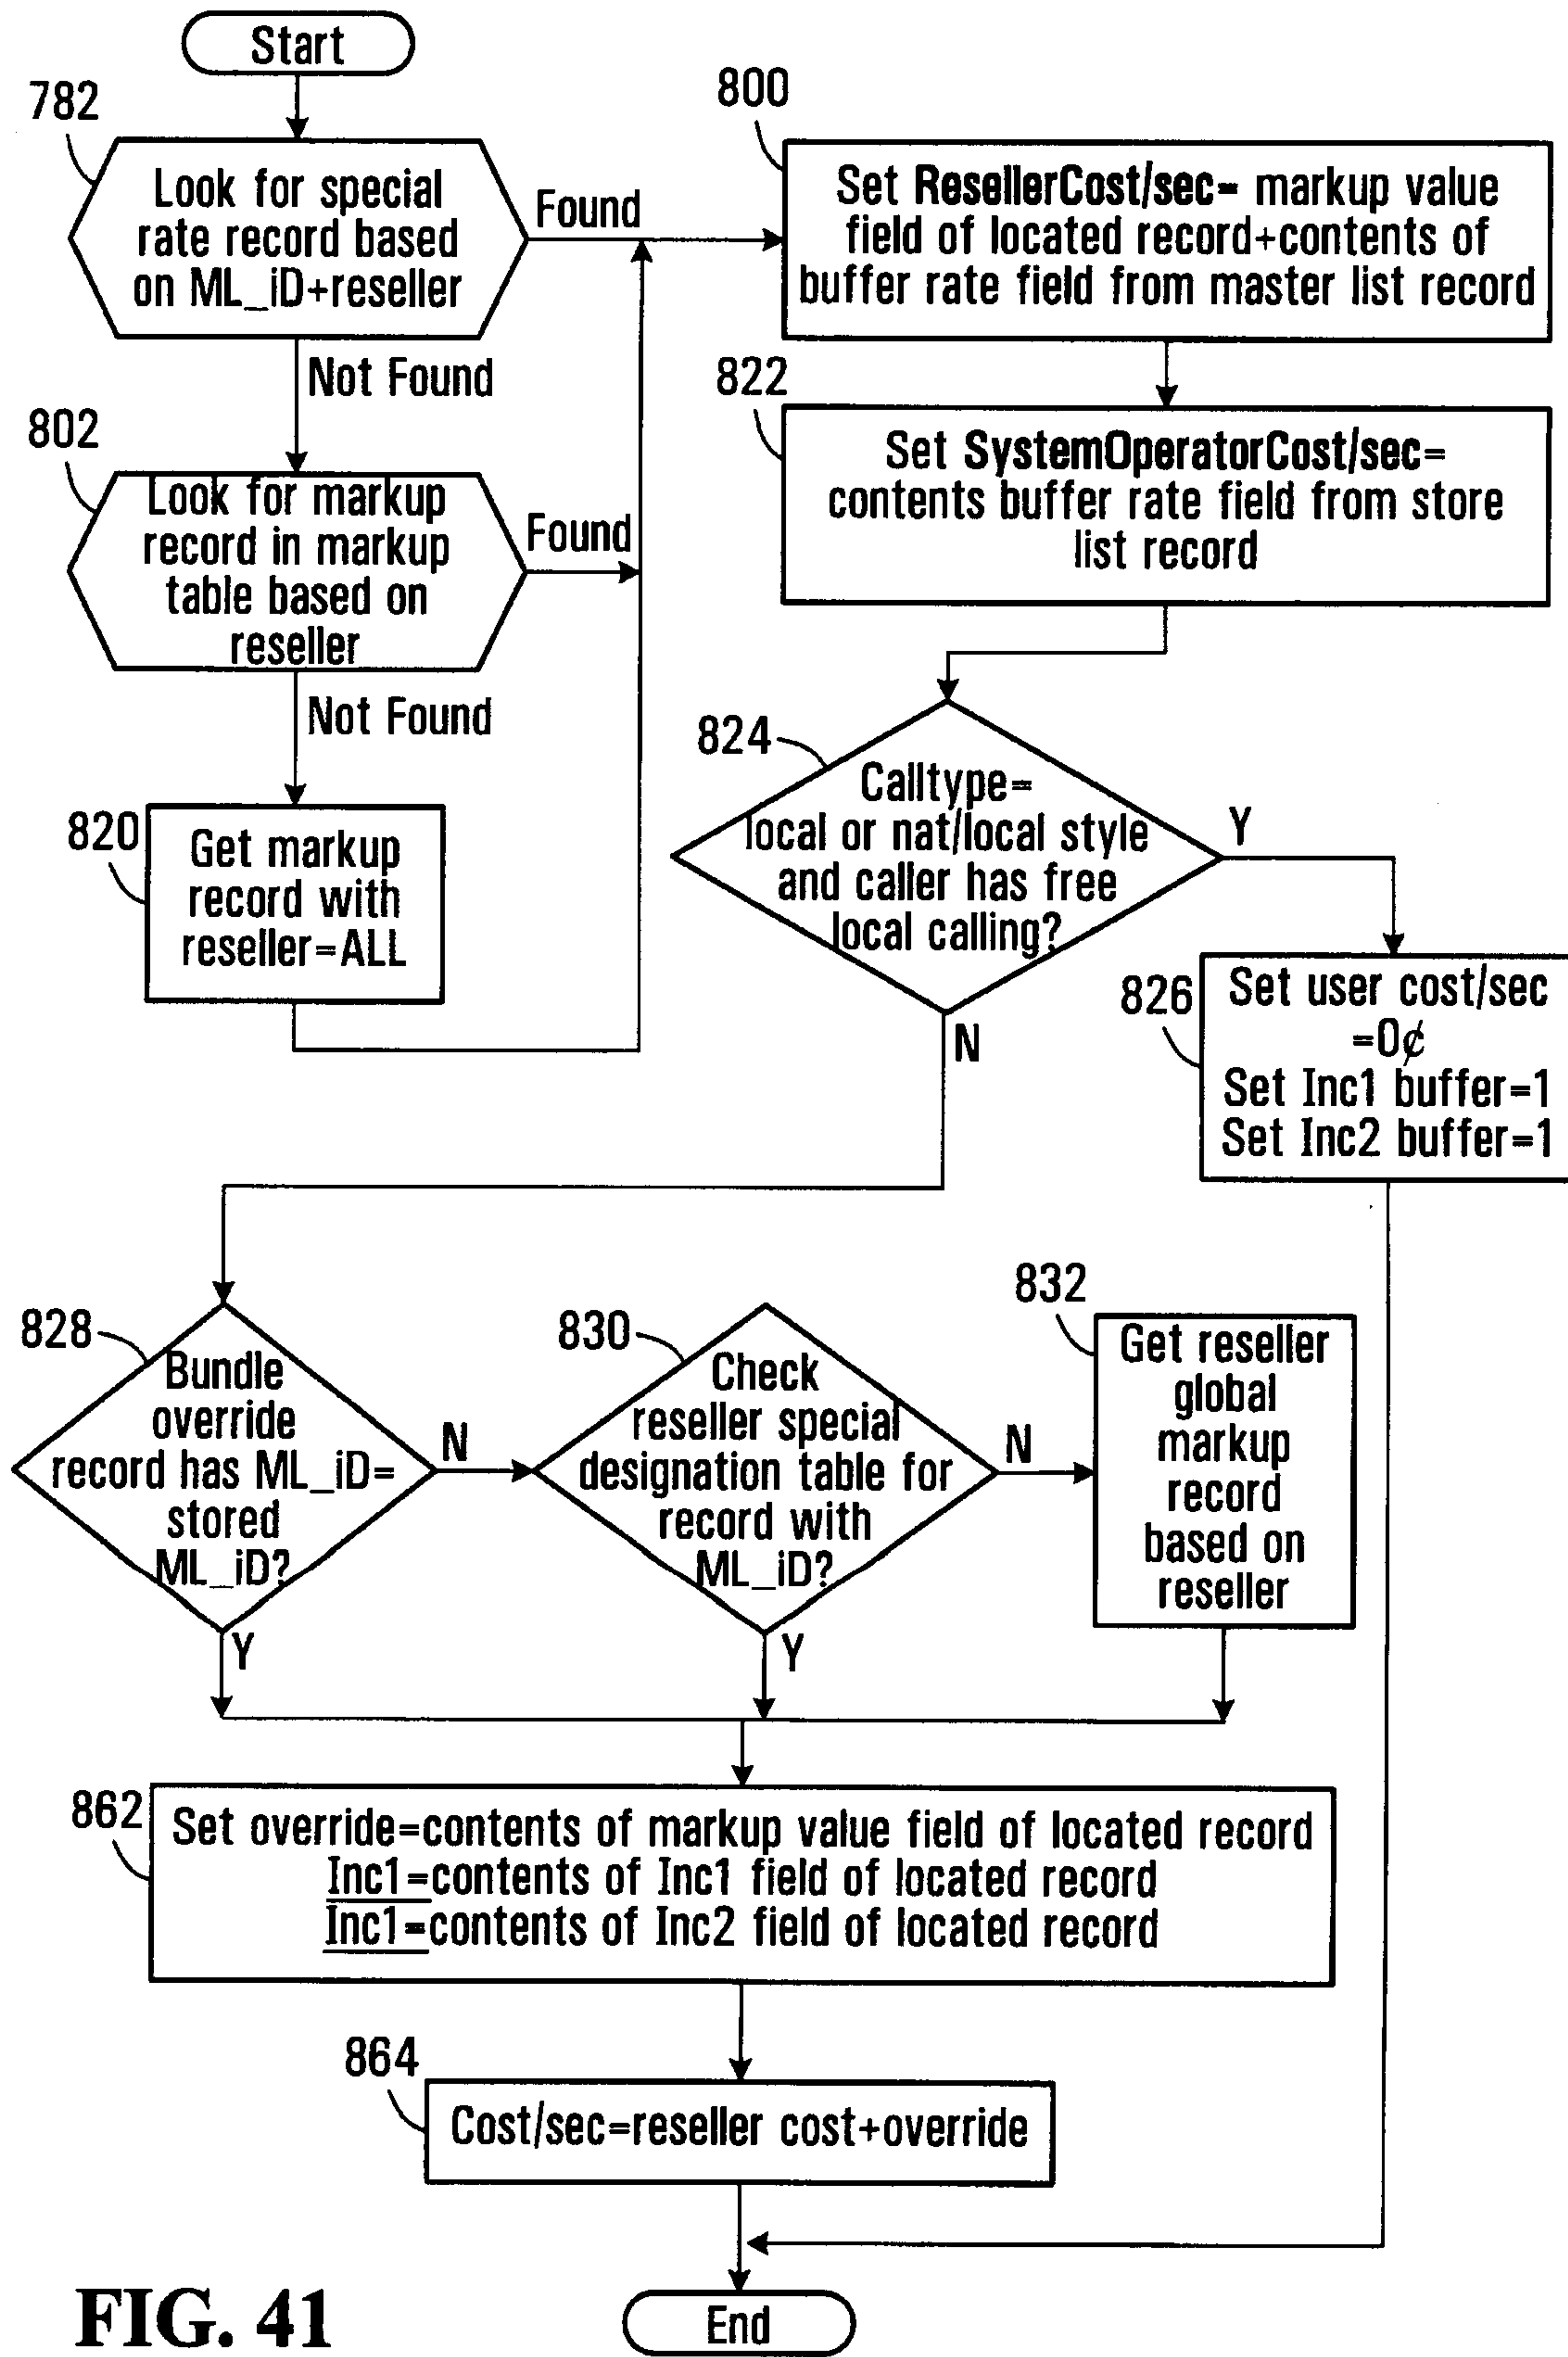 Start
782
Look for special
rate record based
on ML_iD+reseller
Found
Not Found
802
Look for markup
record in markup
table based on
reseller
Found
Not Found
820
Get markup
record with
reseller=ALL
800
Set ResellerCost/sec= markup value
field of located record+contents of
buffer rate field from master list record
822
Set SystemOperatorCost/sec=
contents buffer rate field from store
list record
824
Calltype=
local or nat/local style
and caller has free
local calling?
Y
N
826
Set user cost/sec
=0¢
Set Inc1 buffer=1
Set Inc2 buffer=1
828
Bundle
override
record has ML_iD=
stored
ML_iD?
N
Y
830
Check
reseller special
designation table for
record with
ML_iD?
N
Y
832
Get reseller
global
markup
record
based on
reseller
862
Set override=contents of markup value field of located record
Inc1=contents of Inc1 field of located record
Inc1=contents of Inc2 field of located record
864
Cost/sec=reseller cost+override
End
FIG. 41